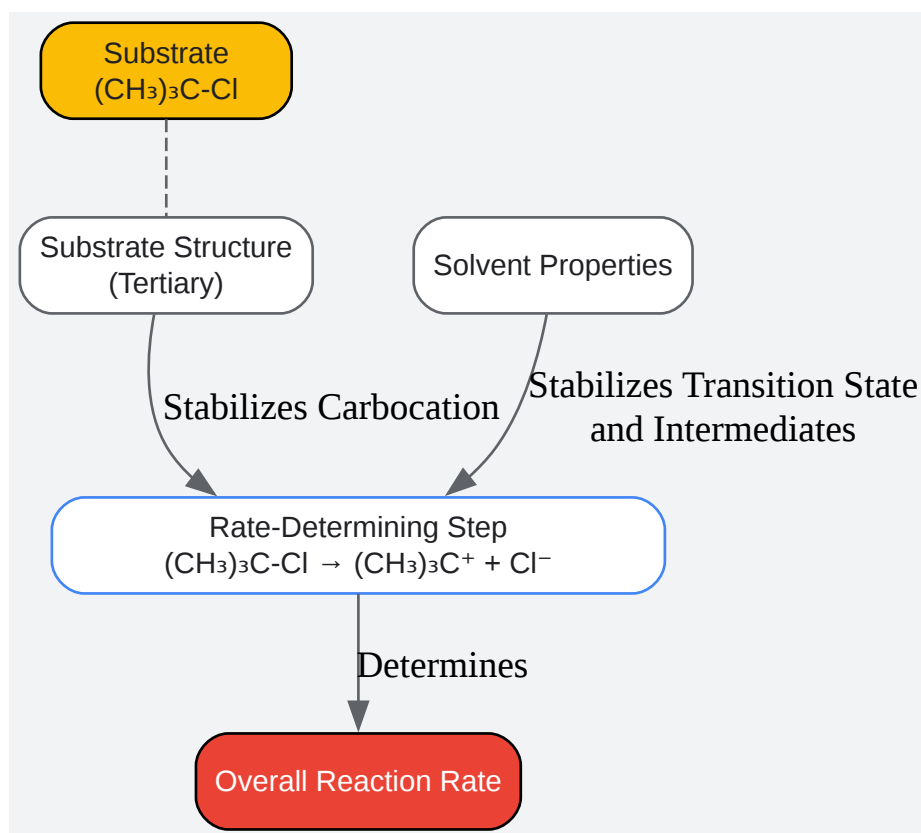 Substrate
(CH₃)₃C-Cl
Substrate Structure
(Tertiary)
Solvent Properties
Stabilizes Carbocation
Stabilizes Transition State
and Intermediates
Rate-Determining Step
(CH₃)₃C-Cl → (CH₃)₃C⁺ + Cl⁻
Determines
Overall Reaction Rate